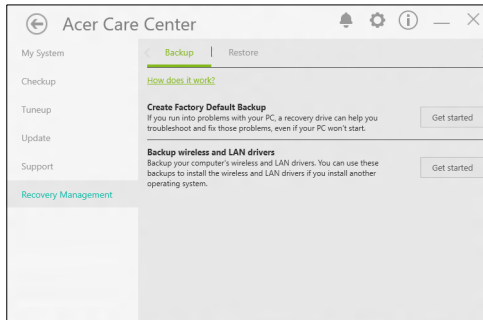 Acer Care Center
My System
Checkup
Tuneup
Update
Support
Recovery Management
Backup
Restore
How does it work?
Create Factory Default Backup
If you run into problems with your PC, a recovery drive can help you
troubleshoot and fix those problems, even if your PC won't start.
Get started
Backup wireless and LAN drivers
Backup your computer's wireless and LAN drivers. You can use these
backups to install the wireless and LAN drivers if you install another
operating system.
Get started